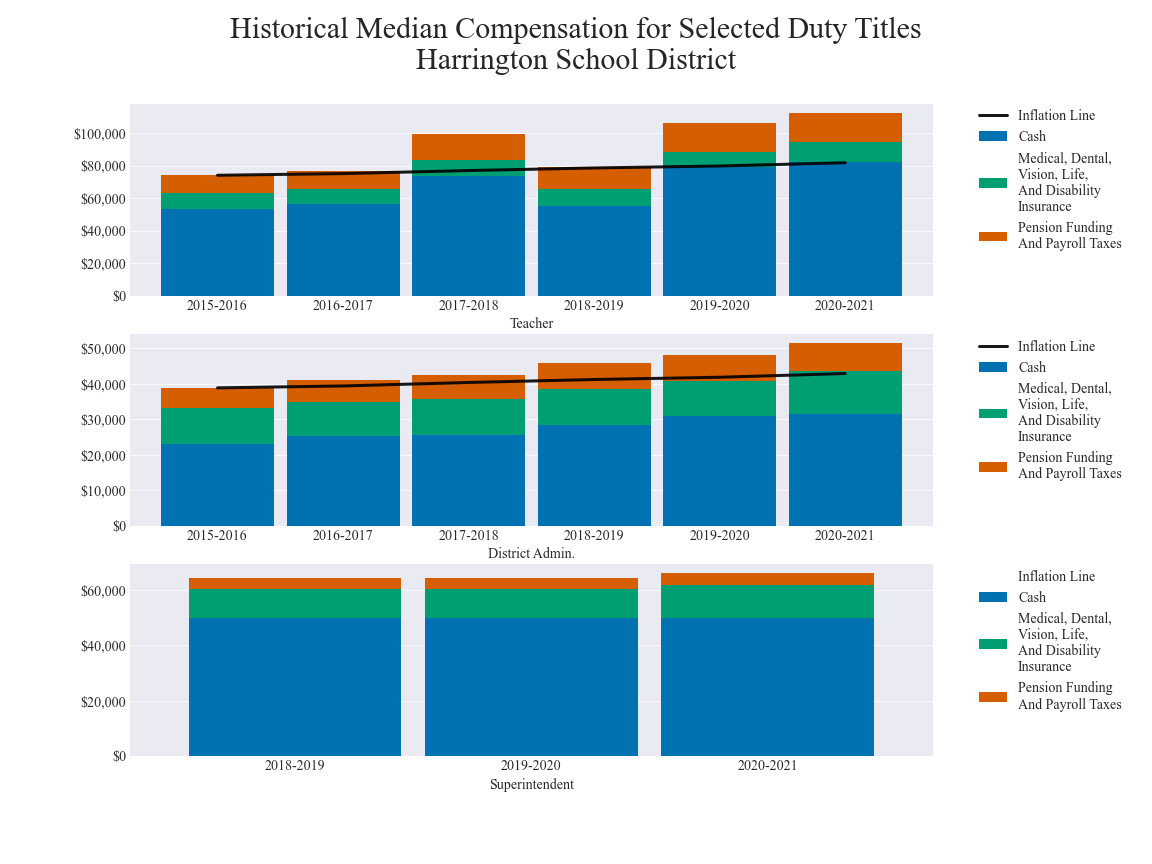 Historical Median Compensation for Selected Duty Titles
Harrington School District
$100,000
$80,000
$60,000
$40,000
$20,000
$0
2015-2016
2016-2017
2017-2018
2018-2019
2019-2020
2020-2021
Teacher
Inflation Line
Cash
Medical, Dental,
Vision, Life,
And Disability
Insurance
Pension Funding
And Payroll Taxes
$50,000
$40,000
$30,000
$20,000
$10,000
$0
2015-2016
2016-2017
2017-2018
2018-2019
2019-2020
2020-2021
District Admin.
Inflation Line
Cash
Medical, Dental,
Vision, Life,
And Disability
Insurance
Pension Funding
And Payroll Taxes
$60,000
$40,000
$20,000
$0
2018-2019
2019-2020
2020-2021
Superintendent
Inflation Line
Cash
Medical, Dental,
Vision, Life,
And Disability
Insurance
Pension Funding
And Payroll Taxes